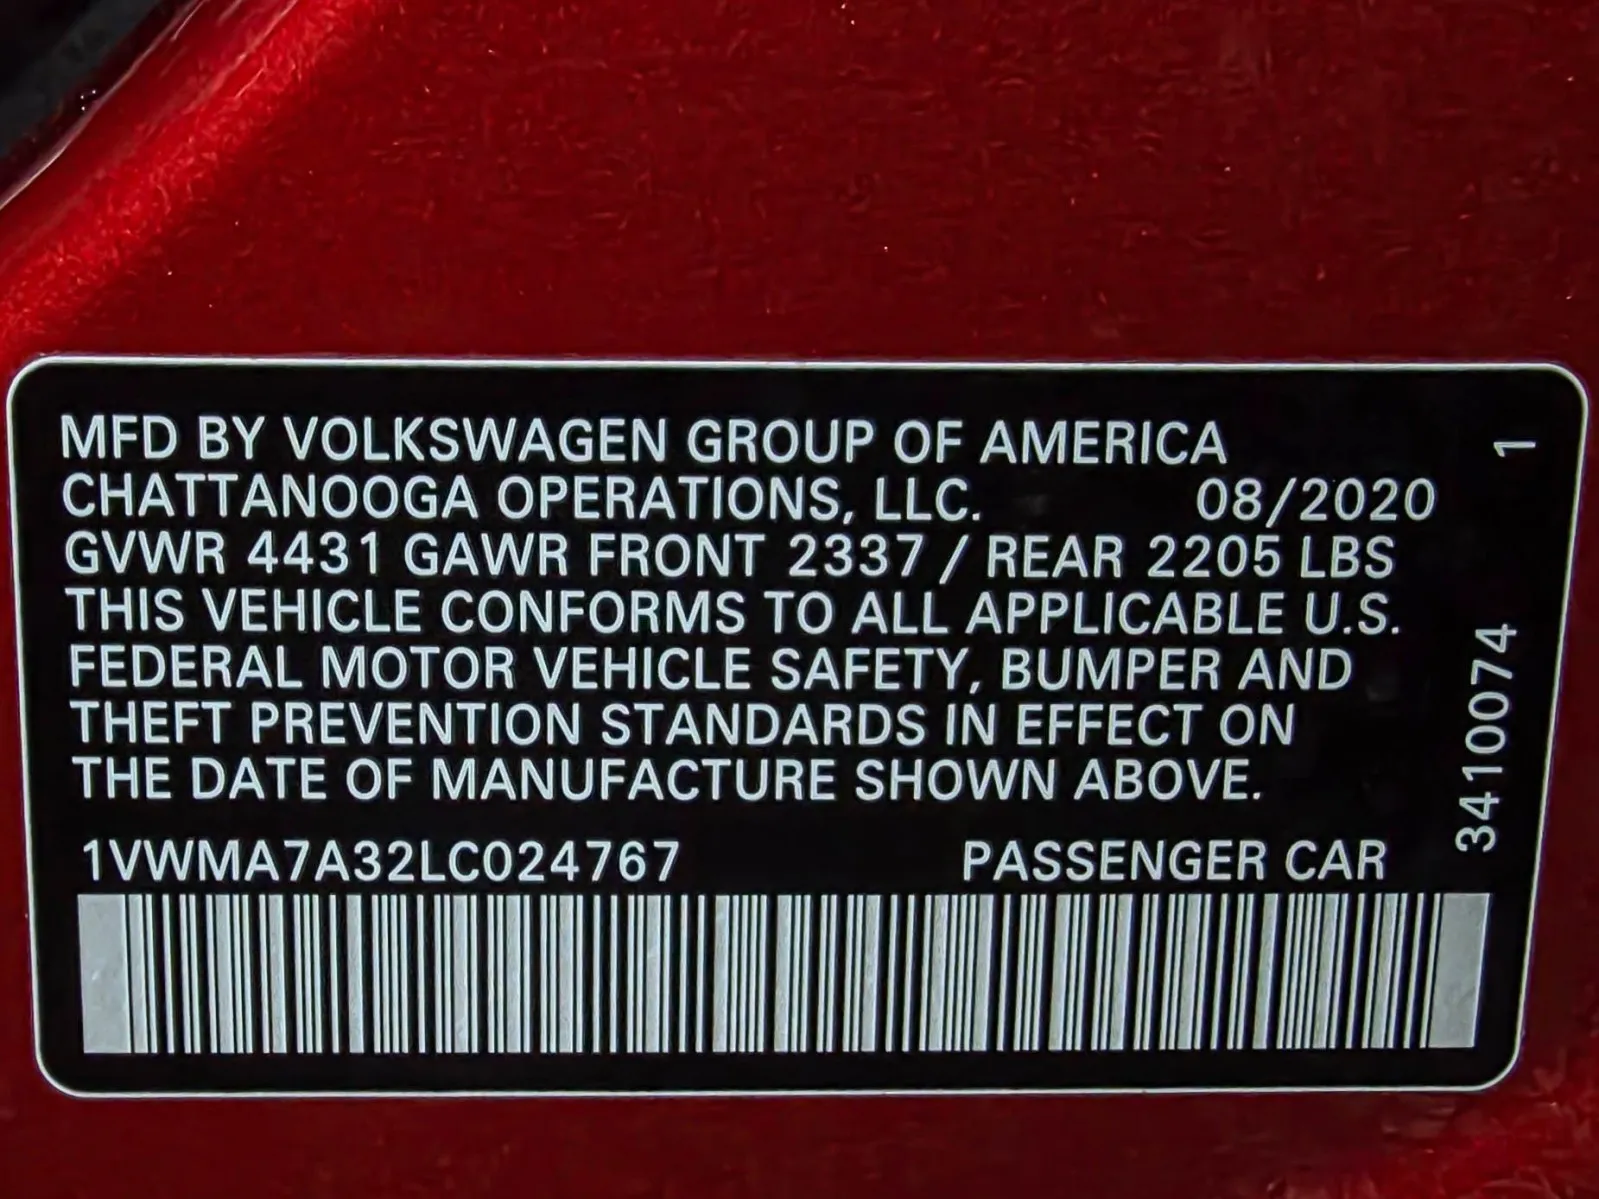 MFD BY VOLKSWAGEN GROUP OF AMERICA
CHATTANOOGA OPERATIONS, LLC. 08/2020
GVWR 4431 GAWR FRONT 2337 / REAR 2205 LBS
THIS VEHICLE CONFORMS TO ALL APPLICABLE U.S.
FEDERAL MOTOR VEHICLE SAFETY, BUMPER AND
THEFT PREVENTION STANDARDS IN EFFECT ON
THE DATE OF MANUFACTURE SHOWN ABOVE.
1VWMA7A32LC024767 PASSENGER CAR
3410074 1